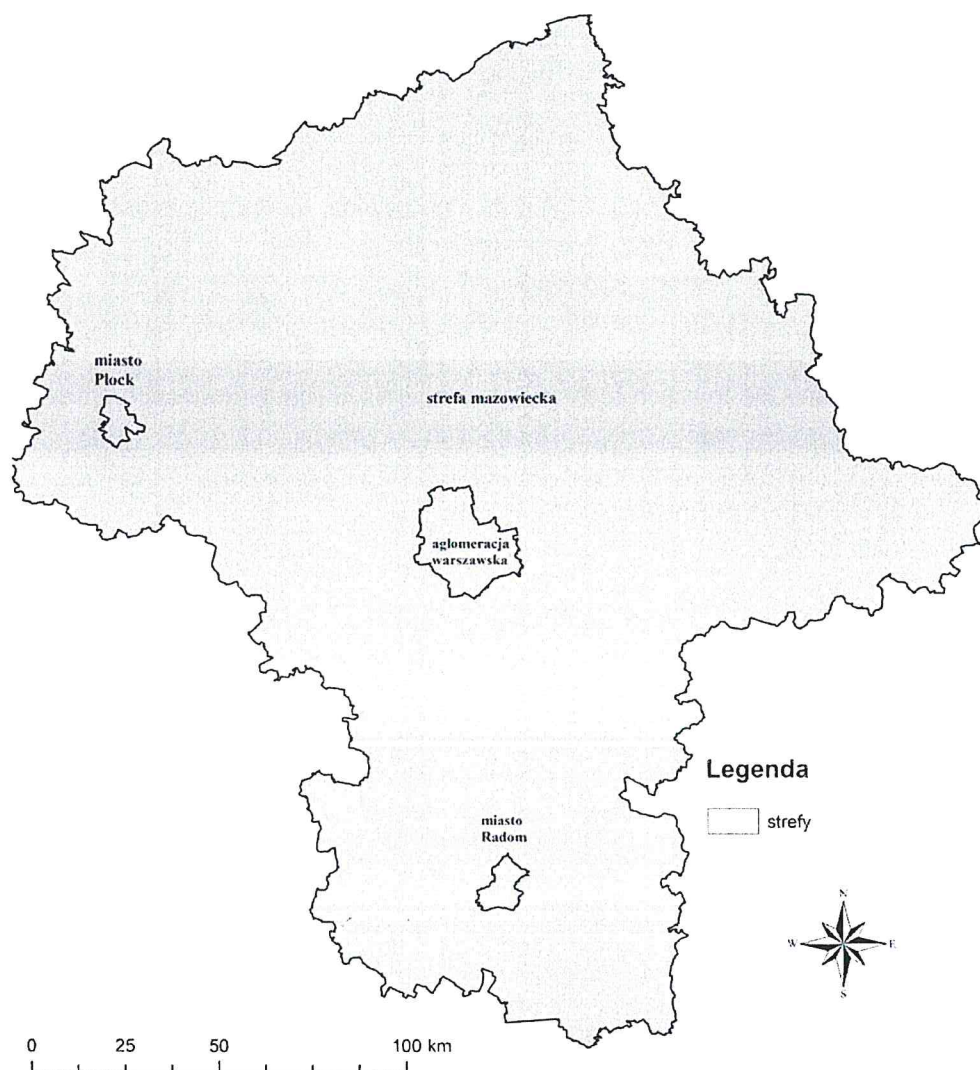 miasto
Płock
strefa mazowiecka
aglomeracja
warszawska
Legenda
strefy
miasto
Radom
N
W
E
S
0 25 50 100 km